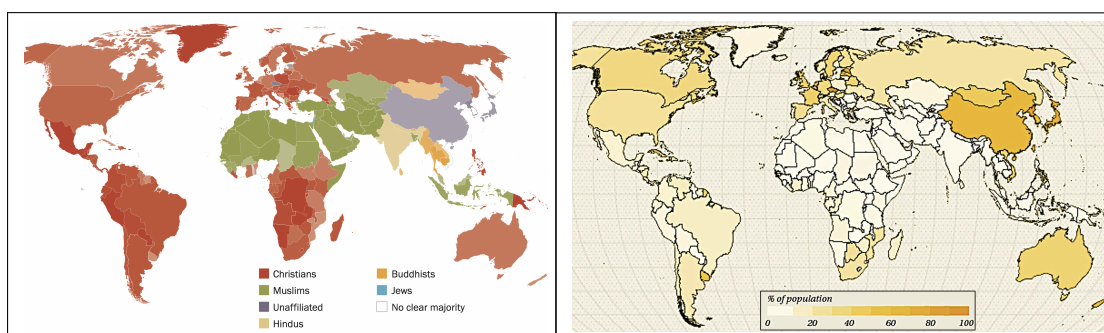 Christians
Muslims
Unaffiliated
Hindus
Buddhists
Jews
No clear majority
% of population
0 20 40 60 80 100